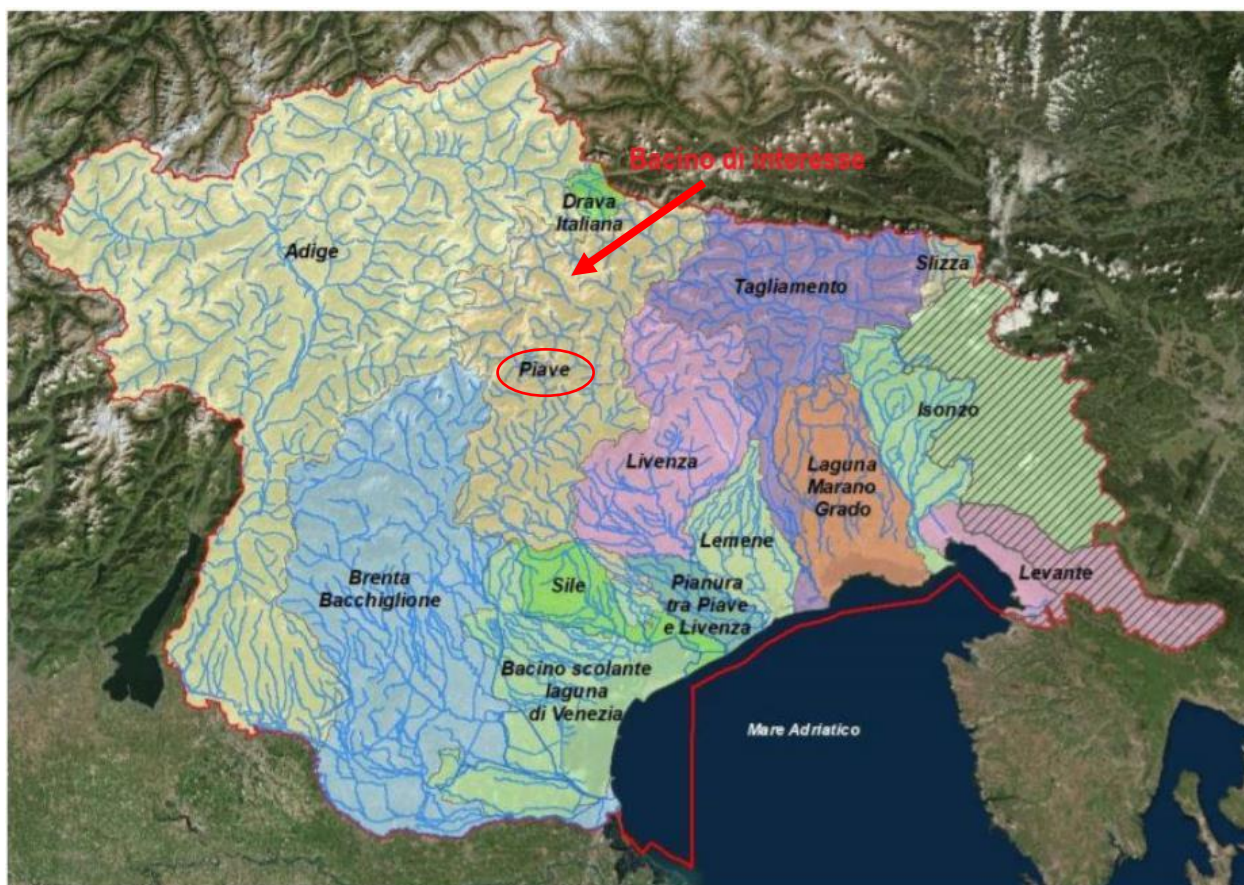 Bacino di interesse
Drava
Italiana
Adige
Slizza
Tagliamento
Piave
Isonzo
Livenza
Laguna
Marano
Grado
Lemene
Levante
Brenta
Bacchiglione
Sile
Pianura
tra Piave
e Livenza
Bacino scolante
laguna
di Venezia
Mare Adriatico